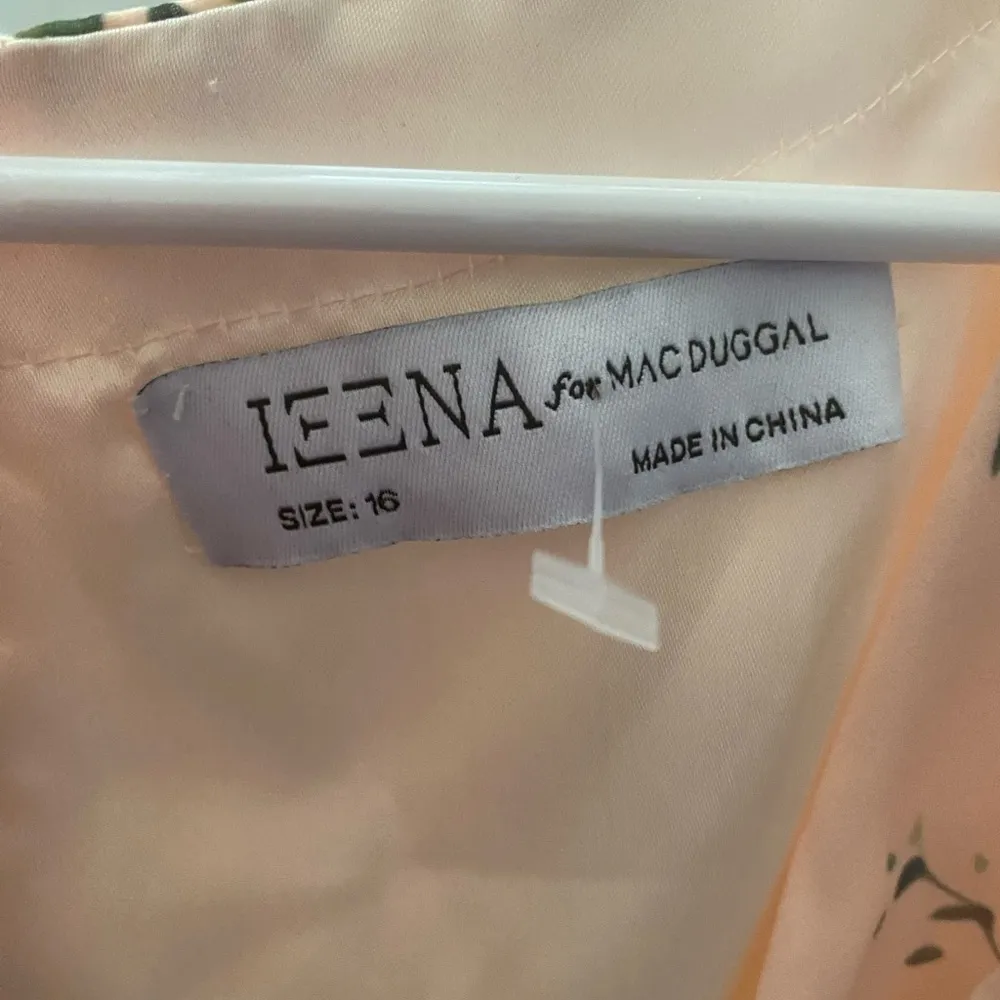 IEENA for MAC DUGGAL
MADE IN CHINA
SIZE: 16